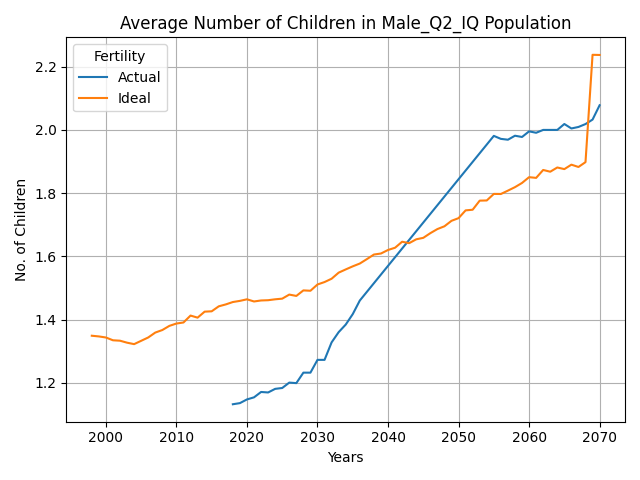 Average Number of Children in Male_Q2_IQ Population
Fertility
Actual
Ideal
No. of Children
2.2
2.0
1.8
1.6
1.4
1.2
2000 2010 2020 2030 2040 2050 2060 2070
Years